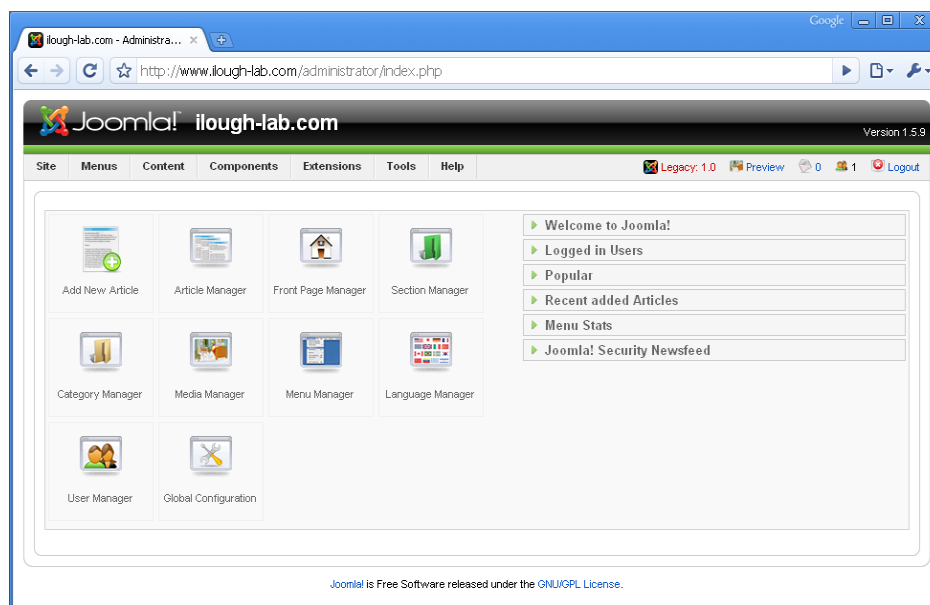 Google
ilough-lab.com - Administra...
http://www.ilough-lab.com/administrator/index.php
Joomla!™ ilough-lab.com
Version 1.5.9
Site Menus Content Components Extensions Tools Help Legacy: 1.0 Preview 0 1 Logout
Add New Article Article Manager Front Page Manager Section Manager
Category Manager Media Manager Menu Manager Language Manager
User Manager Global Configuration
Welcome to Joomla!
Logged in Users
Popular
Recent added Articles
Menu Stats
Joomla! Security Newsfeed
Joomla! is Free Software released under the GNU/GPL License.